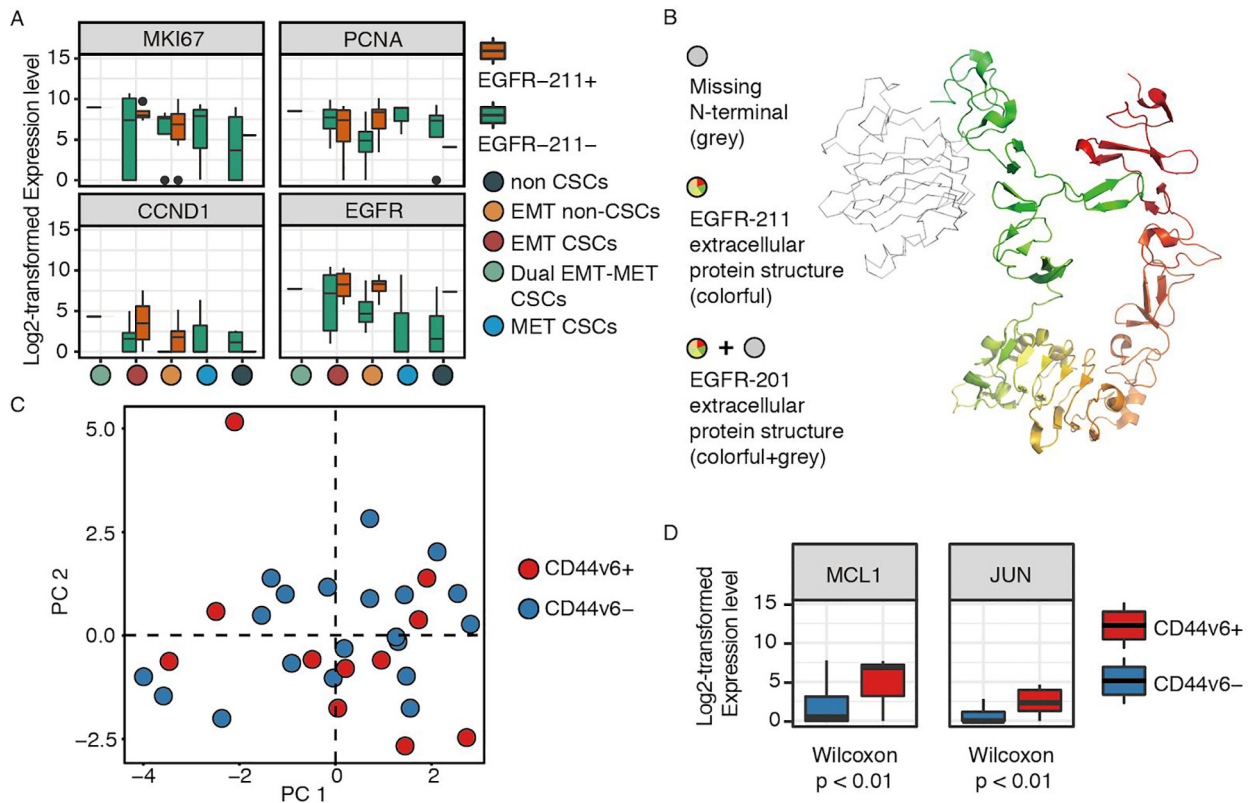 A
MKI67
PCNA
CCND1
EGFR
Log2-transformed Expression level
15
10
5
0
15
10
5
0
EGFR–211+
EGFR–211–
non CSCs
EMT non-CSCs
EMT CSCs
Dual EMT-MET
CSCs
MET CSCs
B
Missing
N-terminal
(grey)
EGFR-211
extracellular
protein structure
(colorful)
+
EGFR-201
extracellular
protein structure
(colorful+grey)
C
PC 2
5.0
2.5
0.0
−2.5
−4
−2
0
2
PC 1
CD44v6+
CD44v6–
D
MCL1
JUN
Log2-transformed
Expression level
15
10
5
0
Wilcoxon
p < 0.01
Wilcoxon
p < 0.01
CD44v6+
CD44v6–